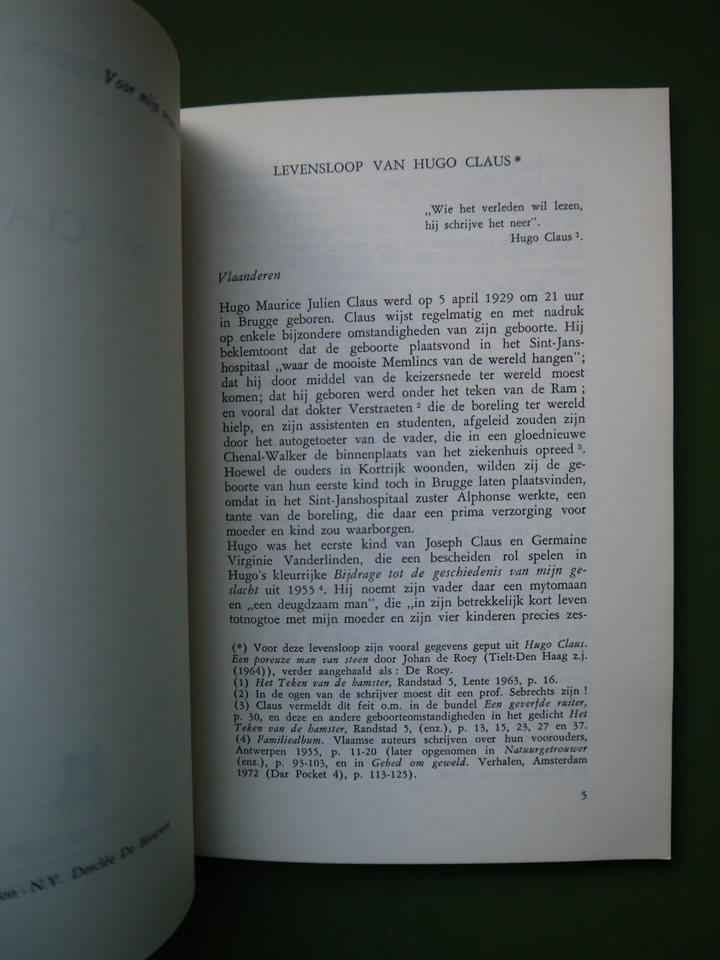 Voor mijn
LEVENSLOOP VAN HUGO CLAUS*
„Wie het verleden wil lezen,
hij schrijve het neer”.
Hugo Claus ¹.
Vlaanderen
Hugo Maurice Julien Claus werd op 5 april 1929 om 21 uur
in Brugge geboren. Claus wijst regelmatig en met nadruk
op enkele bijzondere omstandigheden van zijn geboorte. Hij
beklemtoont dat de geboorte plaatsvond in het Sint-Jans-
hospitaal „waar de mooiste Memlincs van de wereld hangen”;
dat hij door middel van de keizersnede ter wereld moest
komen; dat hij geboren werd onder het teken van de Ram ;
en vooral dat dokter Verstraeten ² die de boreling ter wereld
hielp, en zijn assistenten en studenten, afgeleid zouden zijn
door het autogetoeter van de vader, die in een gloednieuwe
Chenal-Walker de binnenplaats van het ziekenhuis opreed ³.
Hoewel de ouders in Kortrijk woonden, wilden zij de ge-
boorte van hun eerste kind toch in Brugge laten plaatsvinden,
omdat in het Sint-Janshospitaal zuster Alphonse werkte, een
tante van de boreling, die daar een prima verzorging voor
moeder en kind zou waarborgen.
Hugo was het eerste kind van Joseph Claus en Germaine
Virginie Vanderlinden, die een bescheiden rol spelen in
Hugo's kleurrijke Bijdrage tot de geschiedenis van mijn ge-
slacht uit 1955 ⁴. Hij noemt zijn vader daar een mytomaan
en „een deugdzaam man”, die „in zijn betrekkelijk kort leven
totnogtoe met mijn moeder en zijn vier kinderen precies zes-
(*) Voor deze levensloop zijn vooral gegevens geput uit Hugo Claus.
Een poreuze man van steen door Johan de Roey (Tielt-Den Haag z.j.
(1964)), verder aangehaald als : De Roey.
(1) Het Teken van de hamster, Randstad 5, Lente 1963, p. 16.
(2) In de ogen van de schrijver moest dit een prof. Sebrechts zijn !
(3) Claus vermeldt dit feit o.m. in de bundel Een geverfde ruiter,
p. 30, en deze en andere geboorteomstandigheden in het gedicht Het
Teken van de hamster, Randstad 5, (enz.), p. 13, 15, 23, 27 en 37.
(4) Familiealbum. Vlaamse auteurs schrijven over hun voorouders,
Antwerpen 1955, p. 11-20 (later opgenomen in Natuurgetrouwer
(enz.), p. 93-103, en in Gebed om geweld. Verhalen, Amsterdam
1972 (Dar Pocket 4), p. 113-125).
5
- N.V. Desclée De Brouwer